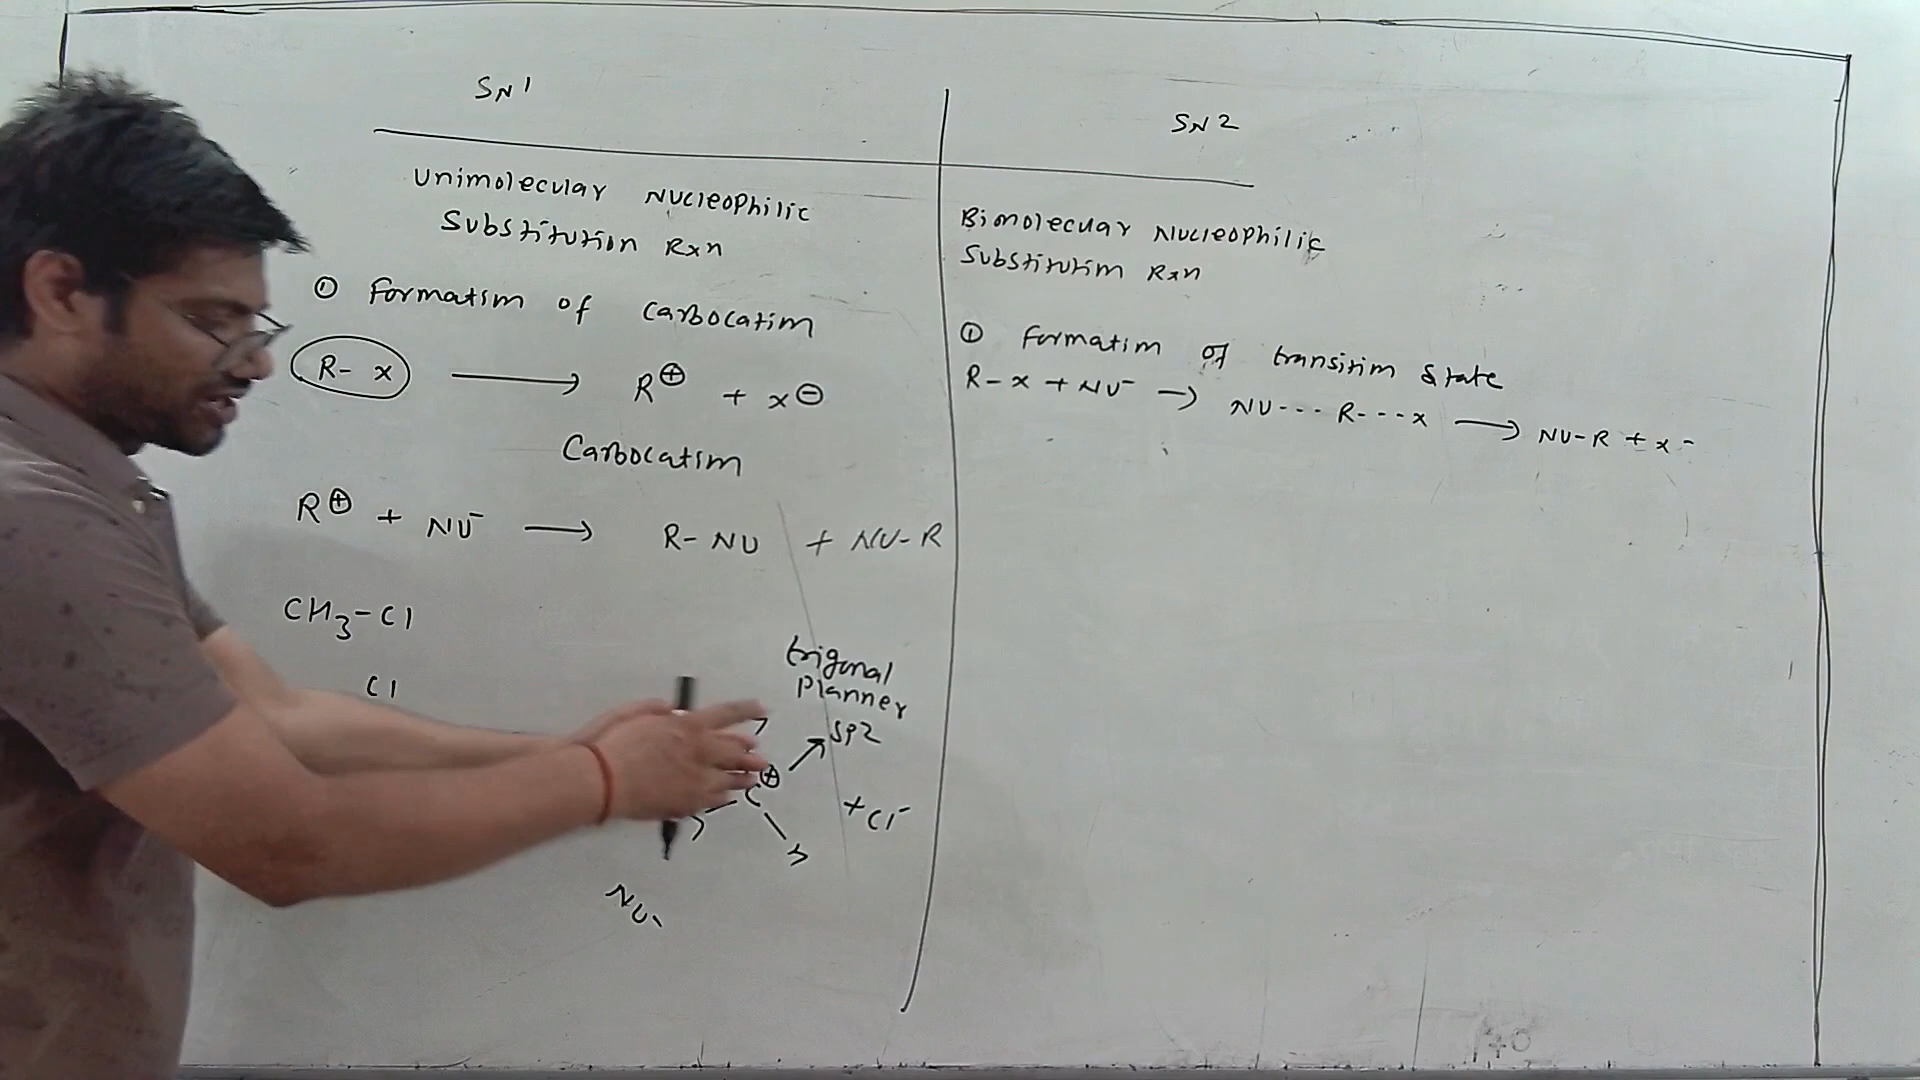 SN1
Unimolecular Nucleophilic
Substitution Rxn
① Formation of Carbocation
R-X ⟶ R⊕ + X⊖
Carbocation
R⊕ + NU⁻ ⟶ R-NU + NU-R
CH3-Cl
Cl
trigonal
planner
SP2
C⊕
+ Cl⁻
NU⁻
SN2
Bimolecular Nucleophilic
Substitution Rxn
① Formation of transition State
R-X + NU⁻ → NU---R---X ⟶ NU-R + X⁻